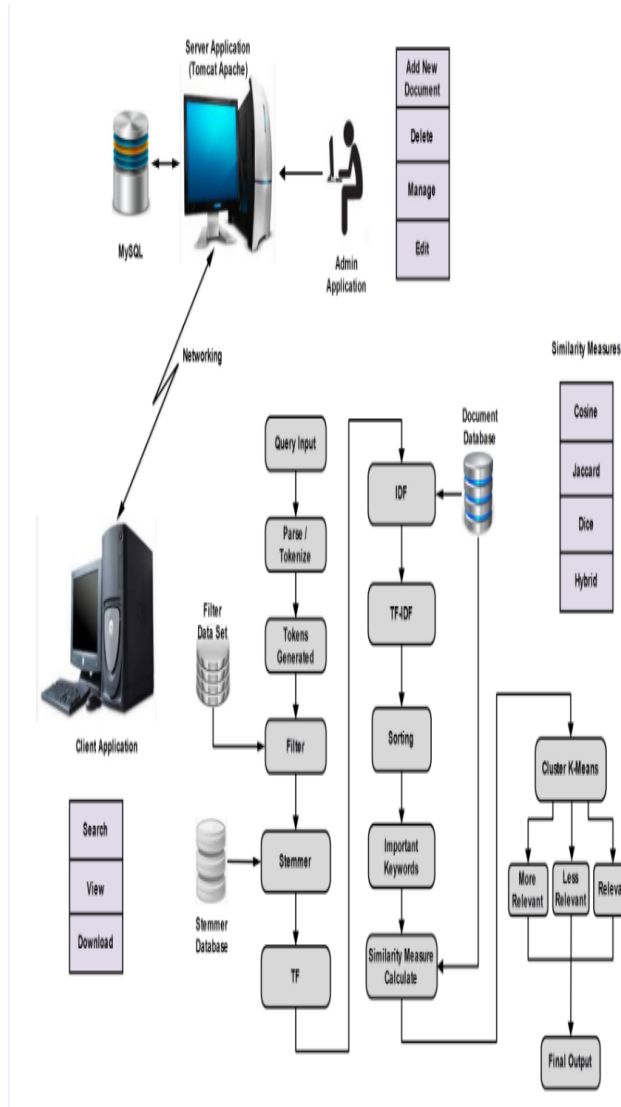 Server Application
(Tomcat Apache)
MySQL
Admin
Application
Add New
Document
Delete
Manage
Edit
Networking
Client Application
Search
View
Download
Filter
Data Set
Stemmer
Database
Query Input
Parse /
Tokenize
Tokens
Generated
Filter
Stemmer
TF
IDF
TF-IDF
Sorting
Important
Keywords
Similarity Measure
Calculate
Document
Database
Similarity Measures
Cosine
Jaccard
Dice
Hybrid
Cluster K-Means
More
Relevant
Less
Relevant
Releva
Final Output